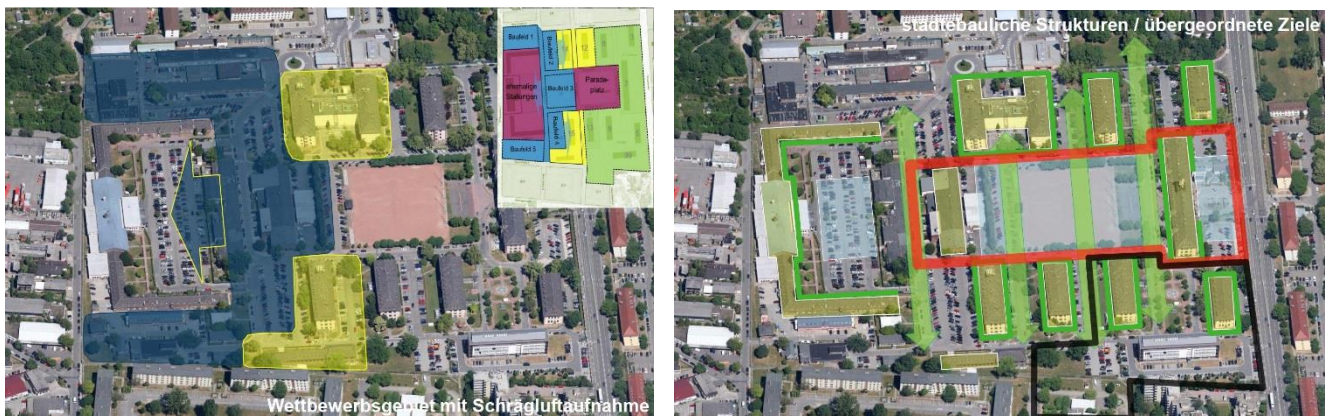 Baufeld 1
Baufeld 2
ehemalige
Stallungen
Baufeld 3
Parade-
platz
Baufeld 4
Baufeld 5
Wettbewerbsgebiet mit Schrägluftaufnahme
städtebauliche Strukturen / übergeordnete Ziele